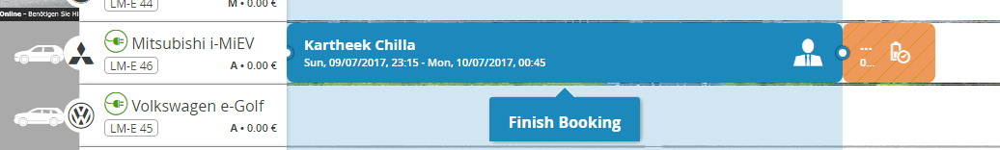 LM-E 44
M • 0.00 €
Online - Benötigen Sie Hi
Mitsubishi i-MiEV
LM-E 46
A • 0.00 €
Kartheek Chilla
Sun, 09/07/2017, 23:15 - Mon, 10/07/2017, 00:45
...
0...
Volkswagen e-Golf
LM-E 45
A • 0.00 €
Finish Booking